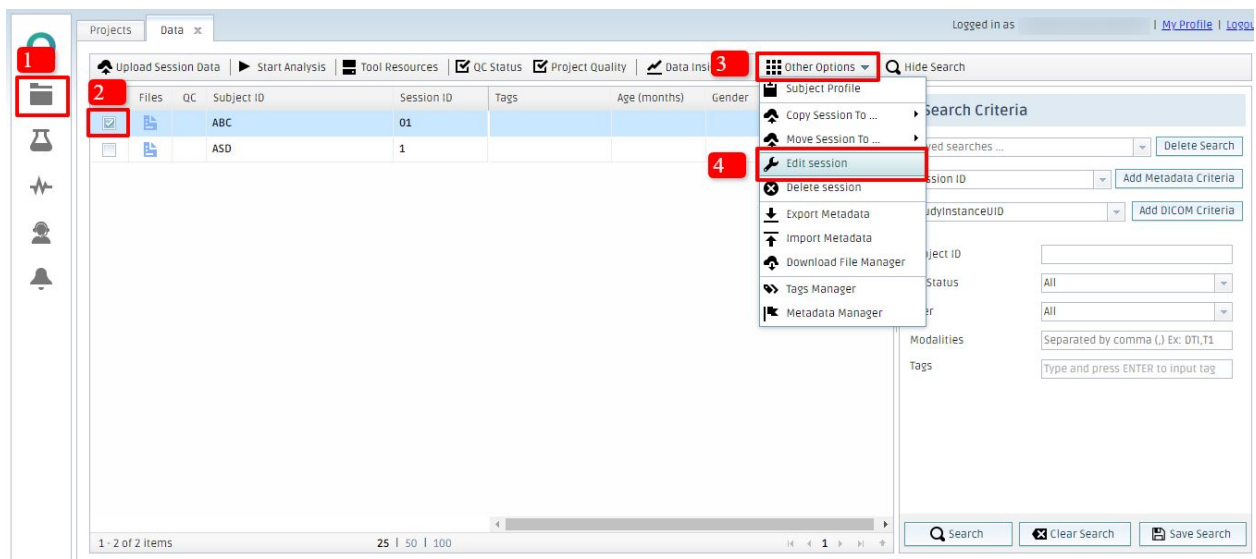 Logged in as | My Profile | Logou
Projects Data x
1
Upload Session Data | Start Analysis | Tool Resources | QC Status Project Quality | Data Insi 3 Other Options Hide Search
2
Files QC Subject ID Session ID Tags Age (months) Gender
ABC 01
ASD 1
Subject Profile
Copy Session To ...
Move Session To ...
4
Edit session
Delete session
Export Metadata
Import Metadata
Download File Manager
Tags Manager
Metadata Manager
Search Criteria
ved searches ... Delete Search
ssion ID Add Metadata Criteria
udyInstanceUID Add DICOM Criteria
ject ID
Status All
er All
Modalities Separated by comma (,) Ex: DTI,T1
Tags Type and press ENTER to input tag
1 - 2 of 2 items 25 | 50 | 100 1
Search Clear Search Save Search